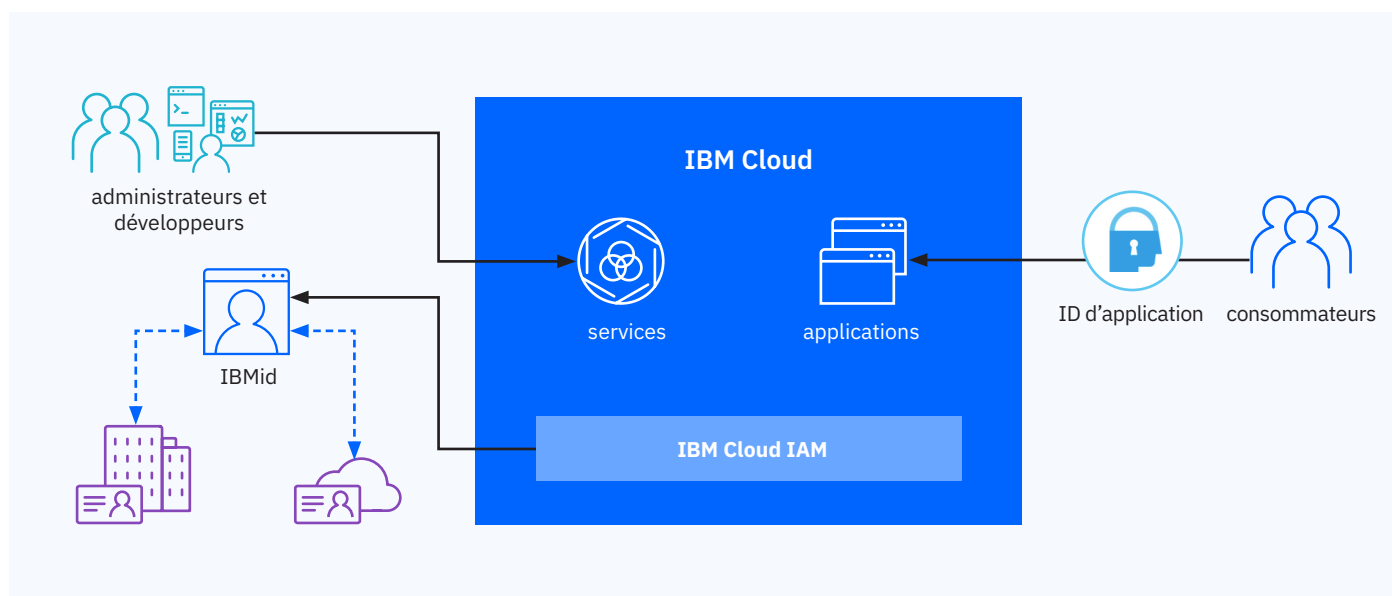 administrateurs et
développeurs
IBMid
IBM Cloud
services
applications
IBM Cloud IAM
ID d’application
consommateurs